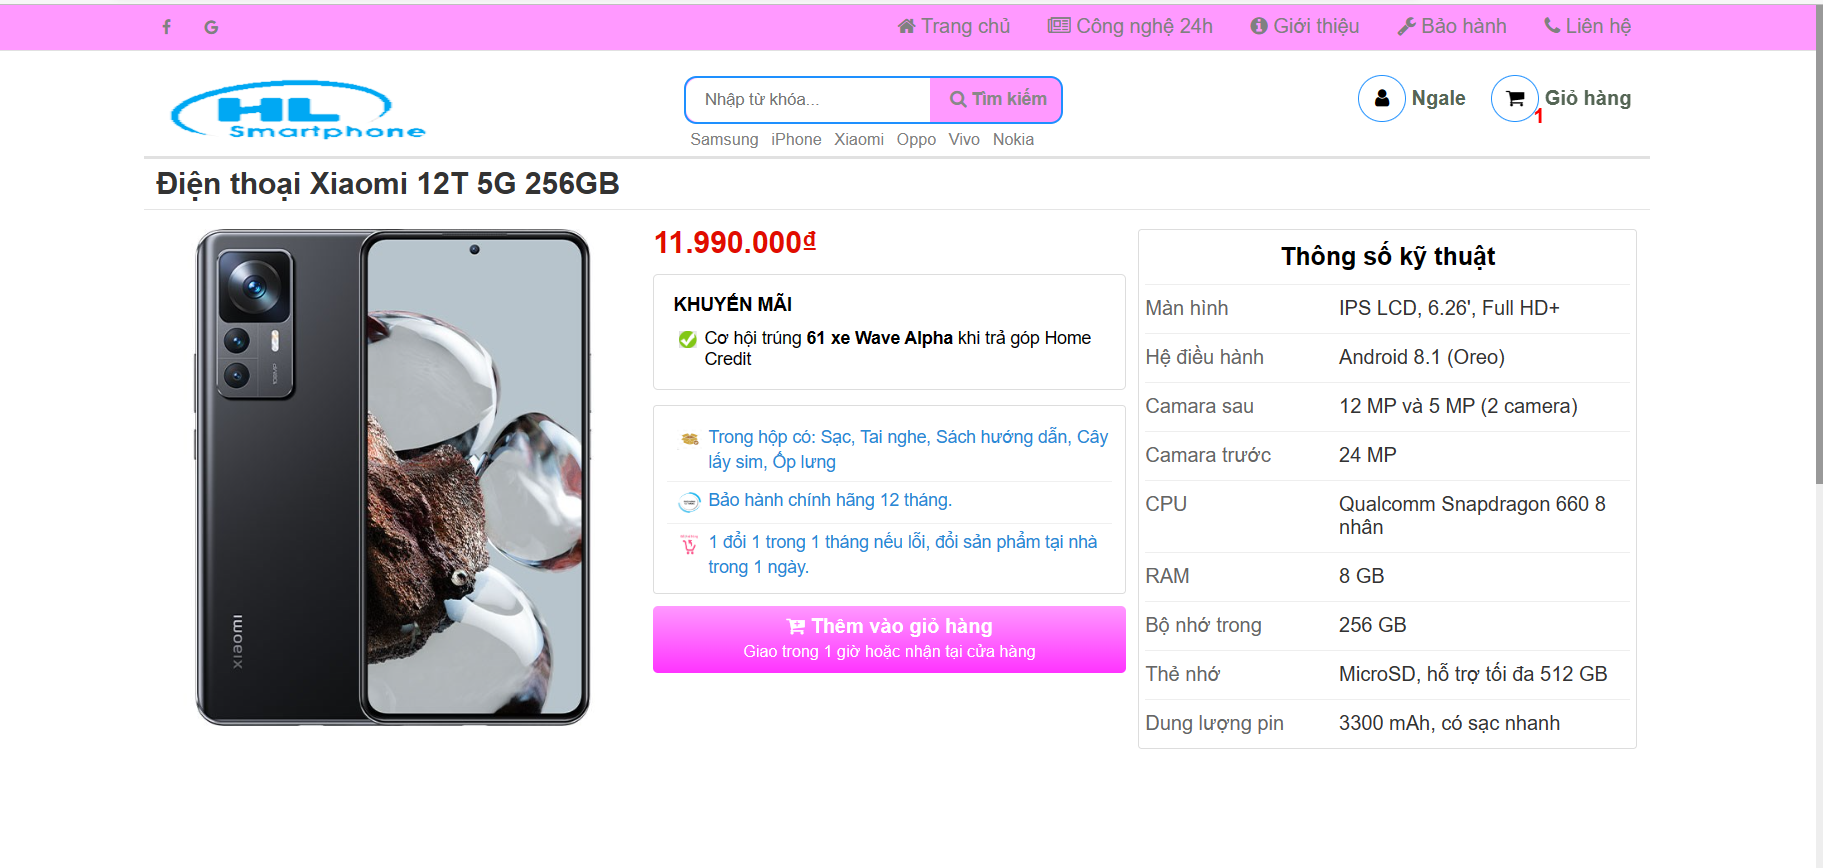 Trang chủ Công nghệ 24h Giới thiệu Bảo hành Liên hệ
HL
Smartphone
Nhập từ khóa... Tìm kiếm
Samsung iPhone Xiaomi Oppo Vivo Nokia
Ngale Giỏ hàng
1
Điện thoại Xiaomi 12T 5G 256GB
108MP
xiaomi
11.990.000₫
KHUYẾN MÃI
Cơ hội trúng 61 xe Wave Alpha khi trả góp Home
Credit
Trong hộp có: Sạc, Tai nghe, Sách hướng dẫn, Cây
lấy sim, Ốp lưng
Bảo hành chính hãng 12 tháng.
1 đổi 1 trong 1 tháng nếu lỗi, đổi sản phẩm tại nhà
trong 1 ngày.
Thêm vào giỏ hàng
Giao trong 1 giờ hoặc nhận tại cửa hàng
Thông số kỹ thuật
Màn hình IPS LCD, 6.26', Full HD+
Hệ điều hành Android 8.1 (Oreo)
Camara sau 12 MP và 5 MP (2 camera)
Camara trước 24 MP
CPU Qualcomm Snapdragon 660 8
nhân
RAM 8 GB
Bộ nhớ trong 256 GB
Thẻ nhớ MicroSD, hỗ trợ tối đa 512 GB
Dung lượng pin 3300 mAh, có sạc nhanh